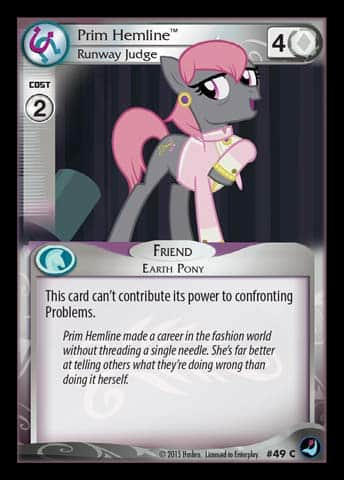 Prim Hemline™
Runway Judge
4
COST
2
FRIEND
EARTH PONY
This card can't contribute its power to confronting
Problems.
Prim Hemline made a career in the fashion world
without threading a single needle. She's far better
at telling others what they're doing wrong than
doing it herself.
© 2015 Hasbro. Licensed to Enterplay. #49 C